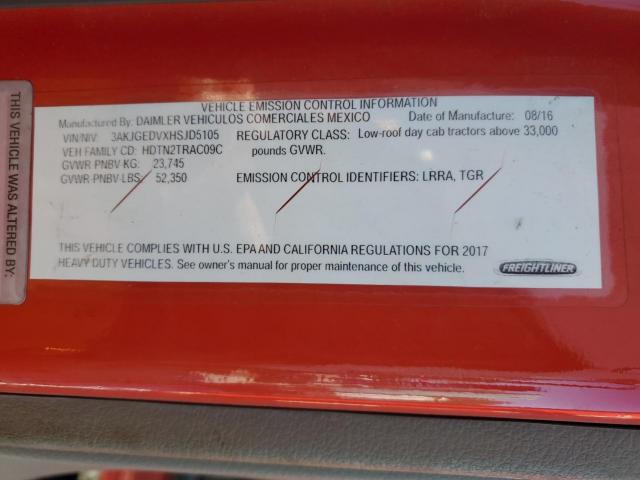 VEHICLE EMISSION CONTROL INFORMATION
Manufactured By: DAIMLER VEHICULOS COMERCIALES MEXICO Date of Manufacture: 08/16
VIN/NIV: 3AKJGEDVXHSJD5105 REGULATORY CLASS: Low-roof day cab tractors above 33,000
VEH FAMILY CD: HDTN2TRAC09C pounds GVWR.
GVWR-PNBV-KG: 23,745
GVWR-PNBV-LBS: 52,350 EMISSION CONTROL IDENTIFIERS: LRRA, TGR
THIS VEHICLE COMPLIES WITH U.S. EPA AND CALIFORNIA REGULATIONS FOR 2017
HEAVY DUTY VEHICLES. See owner's manual for proper maintenance of this vehicle.
FREIGHTLINER
THIS VEHICLE WAS ALTERED BY: